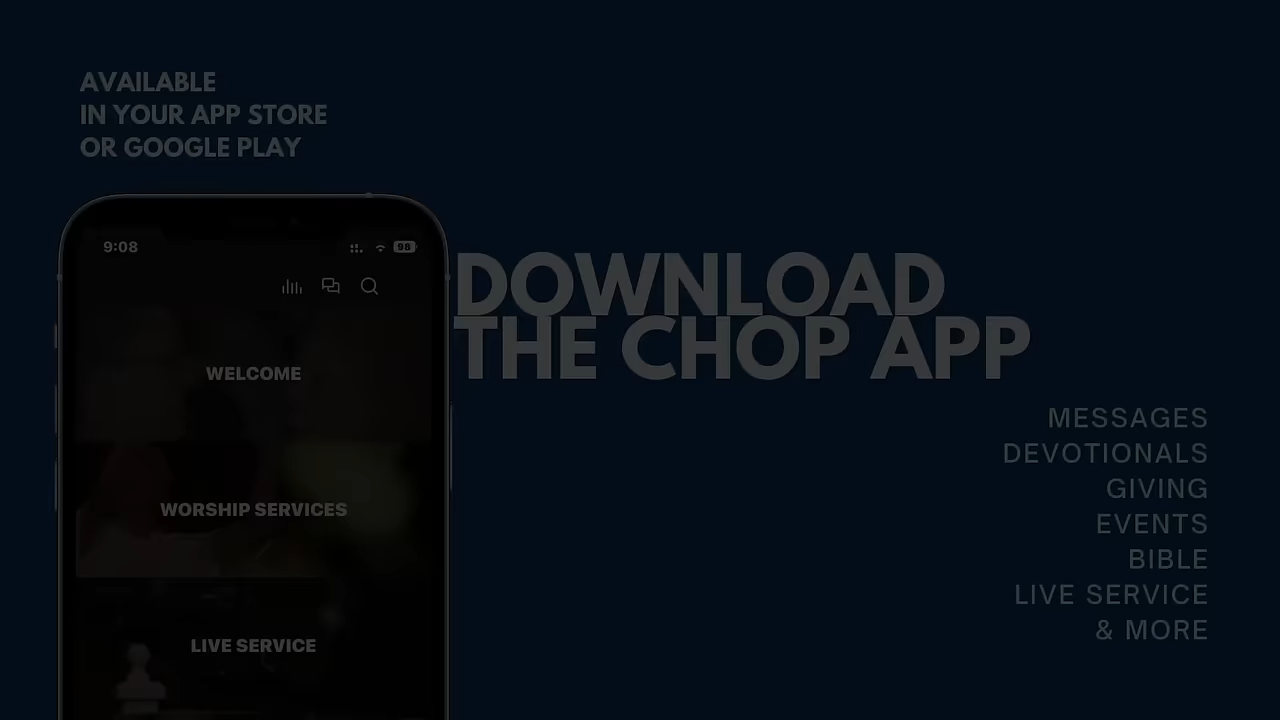 AVAILABLE
IN YOUR APP STORE
OR GOOGLE PLAY
9:08
98
WELCOME
WORSHIP SERVICES
LIVE SERVICE
DOWNLOAD
THE CHOP APP
MESSAGES
DEVOTIONALS
GIVING
EVENTS
BIBLE
LIVE SERVICE
& MORE